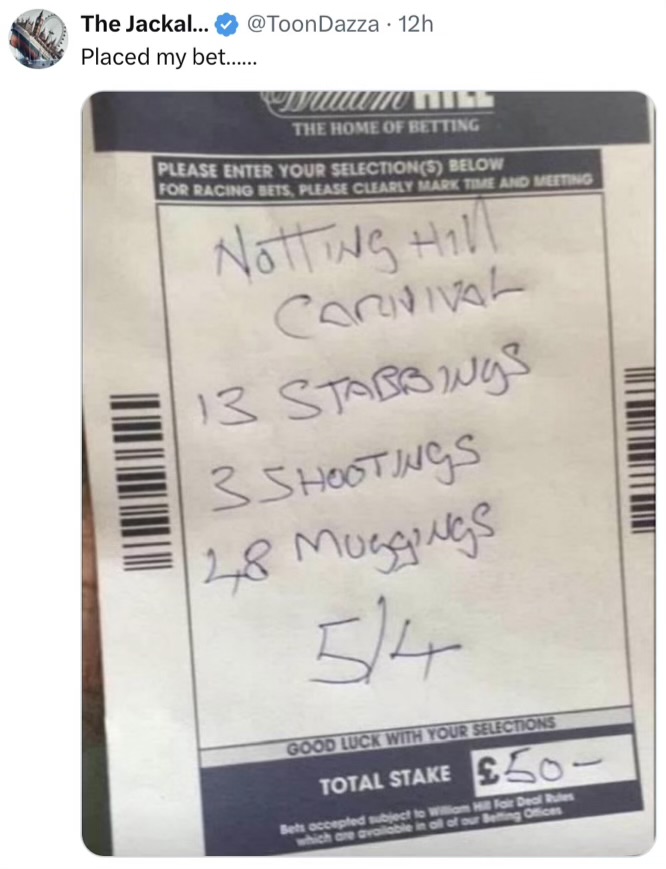 The Jackal... @ToonDazza · 12h
Placed my bet......
William HILL
THE HOME OF BETTING
PLEASE ENTER YOUR SELECTION(S) BELOW
FOR RACING BETS, PLEASE CLEARLY MARK TIME AND MEETING
NOTTING HILL
CARNIVAL
13 STABBINGS
3 SHOOTINGS
48 MUGGINGS
5/4
GOOD LUCK WITH YOUR SELECTIONS
TOTAL STAKE £50-
Bets accepted subject to William Hill Fair Deal Rules
which are available in all of our Betting Offices